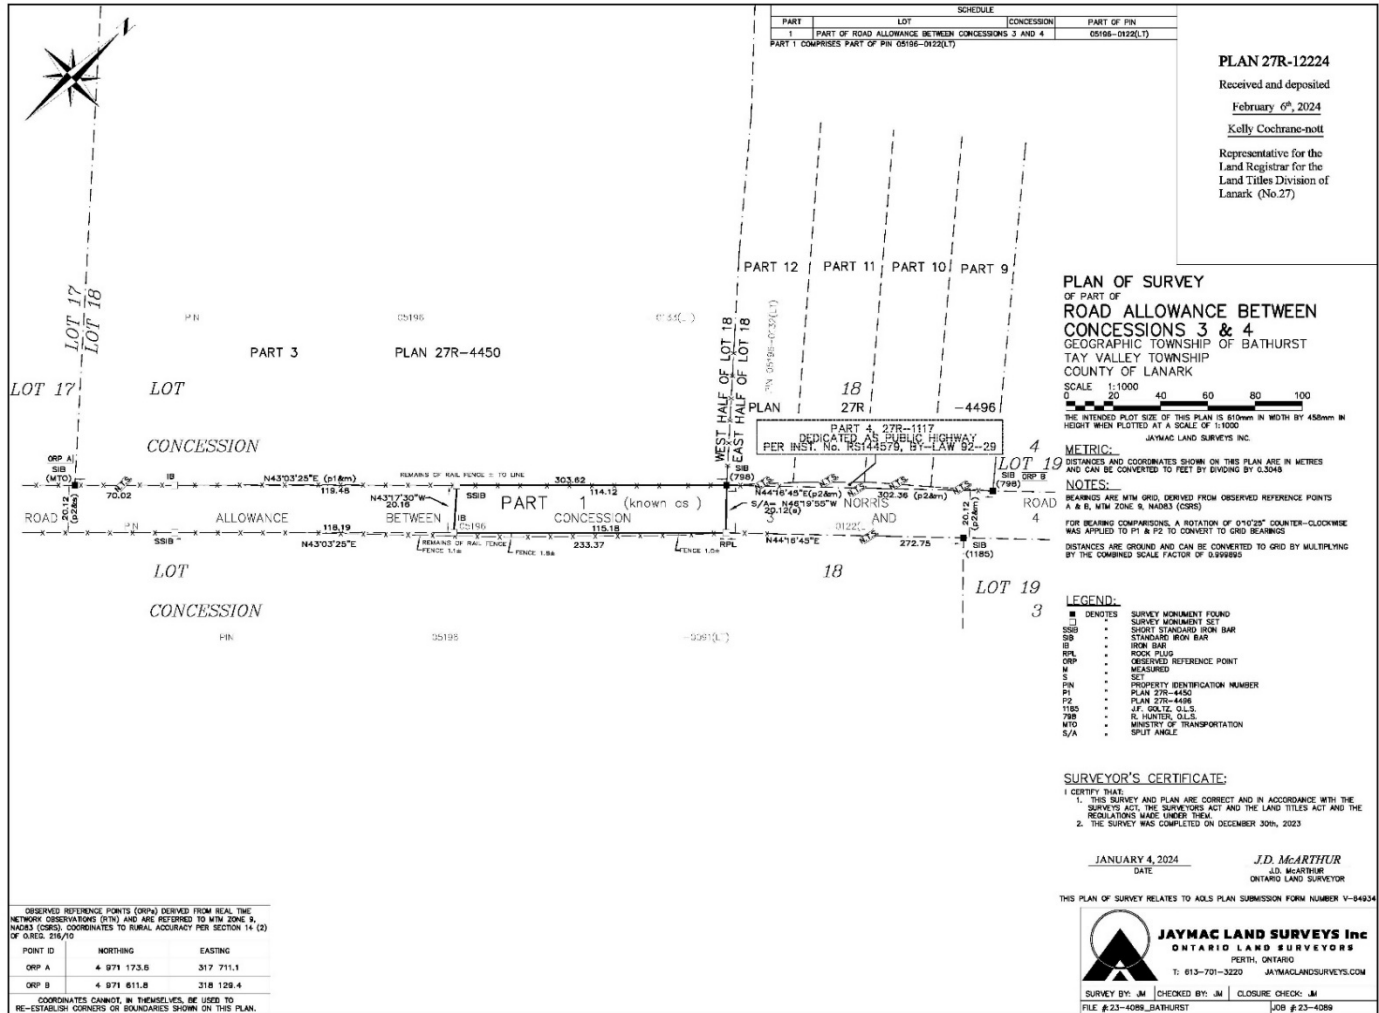 SCHEDULE
PART LOT CONCESSION PART OF PIN
1 PART OF ROAD ALLOWANCE BETWEEN CONCESSIONS 3 AND 4 05196-0122(LT)
PART 1 COMPRISES PART OF PIN 05196-0122(LT)
PLAN 27R-12224
Received and deposited
February 6th, 2024
Kelly Cochrane-nott
Representative for the
Land Registrar for the
Land Titles Division of
Lanark (No.27)
PLAN OF SURVEY
OF PART OF
ROAD ALLOWANCE BETWEEN
CONCESSIONS 3 & 4
GEOGRAPHIC TOWNSHIP OF BATHURST
TAY VALLEY TOWNSHIP
COUNTY OF LANARK
SCALE 1:1000
0 20 40 60 80 100
THE INTENDED PLOT SIZE OF THIS PLAN IS 610mm IN WIDTH BY 458mm IN
HEIGHT WHEN PLOTTED AT A SCALE OF 1:1000
JAYMAC LAND SURVEYS INC.
METRIC:
DISTANCES AND COORDINATES SHOWN ON THIS PLAN ARE IN METRES
AND CAN BE CONVERTED TO FEET BY DIVIDING BY 0.3048
NOTES:
BEARINGS ARE MTM GRID, DERIVED FROM OBSERVED REFERENCE POINTS
A & B, MTM ZONE 9, NAD83 (CSRS)
FOR BEARING COMPARISONS, A ROTATION OF 0°10'25" COUNTER-CLOCKWISE
WAS APPLIED TO P1 & P2 TO CONVERT TO GRID BEARINGS
DISTANCES ARE GROUND AND CAN BE CONVERTED TO GRID BY MULTIPLYING
BY THE COMBINED SCALE FACTOR OF 0.999895
LEGEND:
■ DENOTES SURVEY MONUMENT FOUND
□ " SURVEY MONUMENT SET
SSIB " SHORT STANDARD IRON BAR
SIB " STANDARD IRON BAR
IB " IRON BAR
RPL " ROCK PLUG
ORP " OBSERVED REFERENCE POINT
M " MEASURED
S " SET
PIN " PROPERTY IDENTIFICATION NUMBER
P1 " PLAN 27R-4450
P2 " PLAN 27R-4496
1185 " J.F. GOLTZ, O.L.S.
798 " R. HUNTER, O.L.S.
MTO " MINISTRY OF TRANSPORTATION
S/A " SPLIT ANGLE
SURVEYOR'S CERTIFICATE:
I CERTIFY THAT:
1. THIS SURVEY AND PLAN ARE CORRECT AND IN ACCORDANCE WITH THE
SURVEYS ACT, THE SURVEYORS ACT AND THE LAND TITLES ACT AND THE
REGULATIONS MADE UNDER THEM.
2. THE SURVEY WAS COMPLETED ON DECEMBER 30th, 2023
JANUARY 4, 2024 J.D. McARTHUR
DATE J.D. McARTHUR
ONTARIO LAND SURVEYOR
THIS PLAN OF SURVEY RELATES TO AOLS PLAN SUBMISSION FORM NUMBER V-64934
JAYMAC LAND SURVEYS Inc
ONTARIO LAND SURVEYORS
PERTH, ONTARIO
T: 613-701-3220 JAYMACLANDSURVEYS.COM
SURVEY BY: JM CHECKED BY: JM CLOSURE CHECK: JM
FILE #:23-4089_BATHURST JOB #:23-4089
PART 12 PART 11 PART 10 PART 9
LOT 17
LOT 18
PIN 05196 0133(LT)
PART 3 PLAN 27R-4450
WEST HALF OF LOT 18
EAST HALF OF LOT 18
PIN 05196-0132(LT)
LOT 17 LOT 18
PLAN 27R -4496
PART 4, 27R-1117
DEDICATED AS PUBLIC HIGHWAY
PER INST. No. RS144579, BY-LAW 92-29
CONCESSION 4
LOT 19
ORP A
SIB
(MTO)
IB
N43°03'25"E (p1&m)
REMAINS OF RAIL FENCE ± TO LINE
303.62
SIB
(798)
SIB ORP B
(798)
70.02
N.T.S.
119.48
N43°17'30"W
20.16
SSIB
114.12
N44°16'45"E(p2&m)
N.T.S.
302.36 (p2&m)
N.T.S.
20.12
(p2&m)
PART 1 (known as )
S/A= N46°19'55"W
20.12(s)
NORRIS ROAD
20.12
(p2&m)
ROAD ALLOWANCE BETWEEN CONCESSION 3 AND 4
PIN 05196 0122(L
IB
SSIB
118.19
N43°03'25"E
REMAINS OF RAIL FENCE
FENCE 1.1±
FENCE 1.8±
115.18
233.37
FENCE 1.0±
RPL
N44°16'45"E
N.T.S.
272.75
SIB
(1185)
LOT 18 LOT 19
CONCESSION 3
PIN 05196 -0091(LT)
OBSERVED REFERENCE POINTS (ORPs) DERIVED FROM REAL TIME
NETWORK OBSERVATIONS (RTN) AND ARE REFERRED TO MTM ZONE 9,
NAD83 (CSRS). COORDINATES TO RURAL ACCURACY PER SECTION 14 (2)
OF O.REG. 216/10
POINT ID NORTHING EASTING
ORP A 4 971 173.6 317 711.1
ORP B 4 971 611.8 318 129.4
COORDINATES CANNOT, IN THEMSELVES, BE USED TO
RE-ESTABLISH CORNERS OR BOUNDARIES SHOWN ON THIS PLAN.